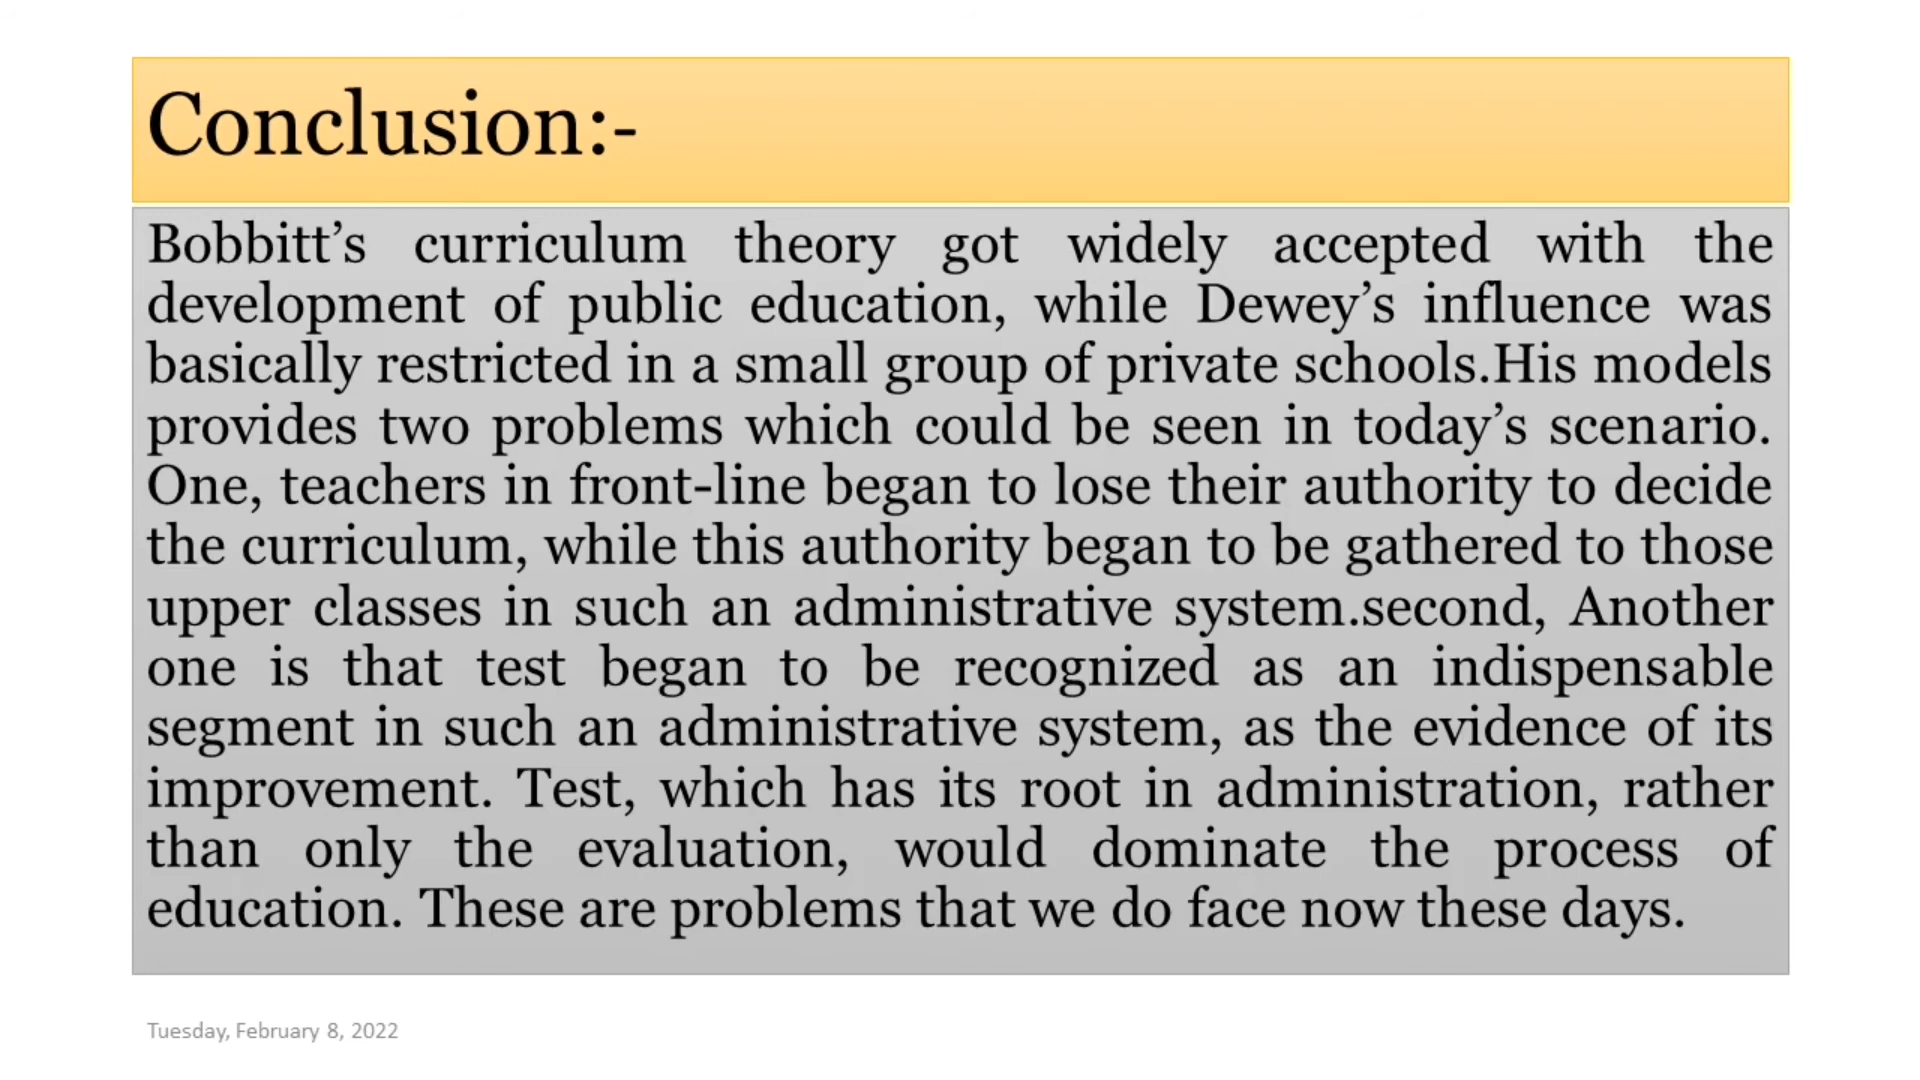 Conclusion:-
Bobbitt’s curriculum theory got widely accepted with the
development of public education, while Dewey’s influence was
basically restricted in a small group of private schools.His models
provides two problems which could be seen in today’s scenario.
One, teachers in front-line began to lose their authority to decide
the curriculum, while this authority began to be gathered to those
upper classes in such an administrative system.second, Another
one is that test began to be recognized as an indispensable
segment in such an administrative system, as the evidence of its
improvement. Test, which has its root in administration, rather
than only the evaluation, would dominate the process of
education. These are problems that we do face now these days.
Tuesday, February 8, 2022